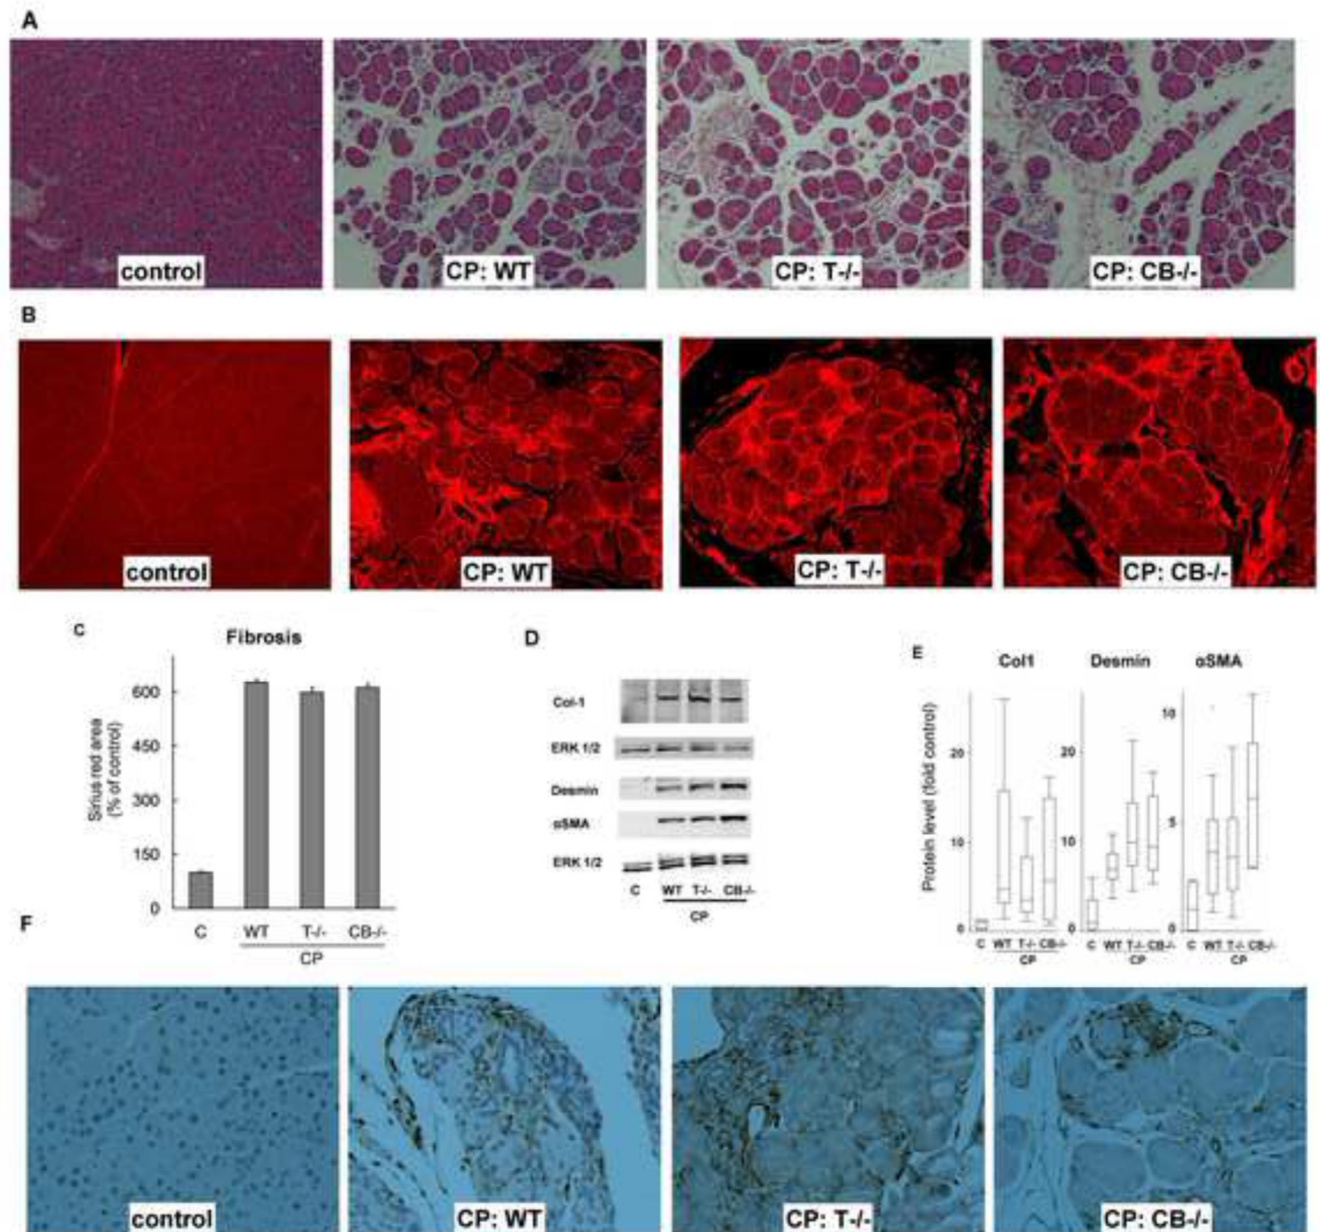 A
control
CP: WT
CP: T-/-
CP: CB-/-
B
control
CP: WT
CP: T-/-
CP: CB-/-
C
Fibrosis
Sirius red area
(% of control)
600
450
300
150
0
C WT T-/- CB-/-
CP
D
Col-1
ERK 1/2
Desmin
αSMA
ERK 1/2
C WT T-/- CB-/-
CP
E
Col1 Desmin αSMA
Protein level (fold control)
20
10
0
C WT T-/- CB-/-
CP
20
10
0
C WT T-/- CB-/-
CP
10
5
0
C WT T-/- CB-/-
CP
F
control
CP: WT
CP: T-/-
CP: CB-/-